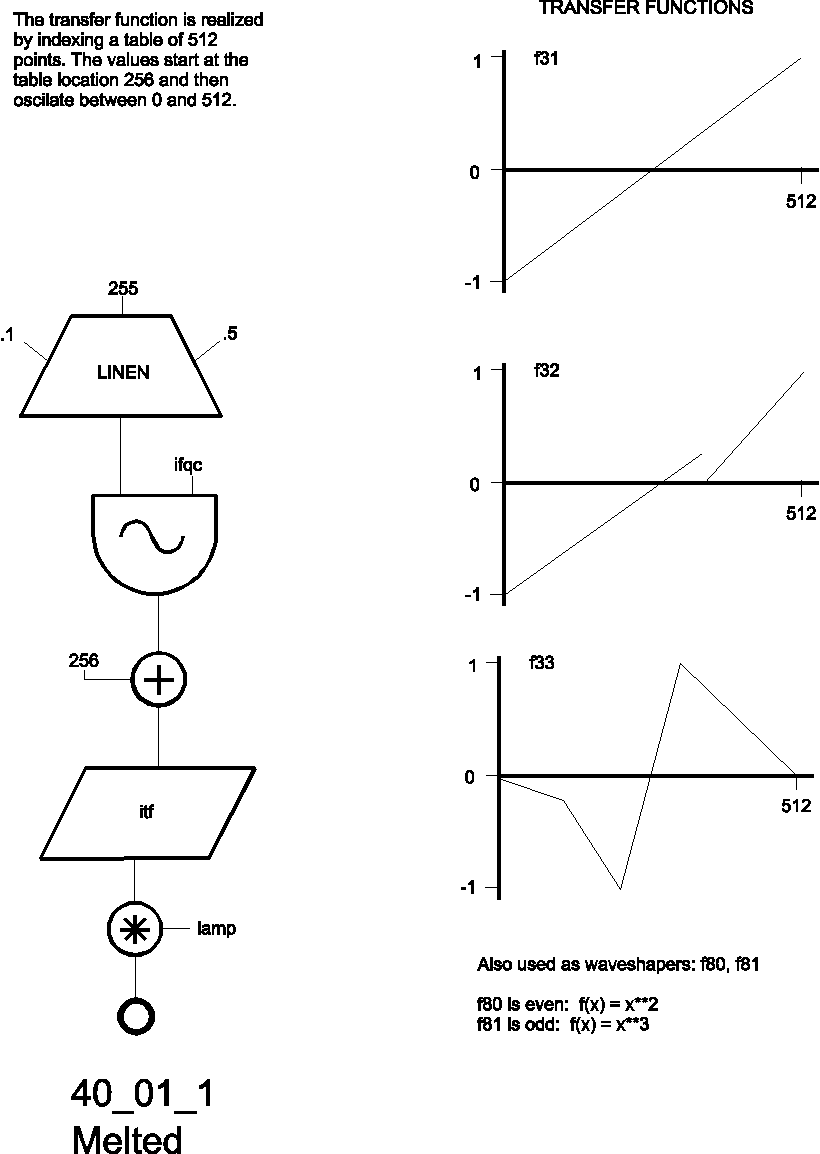 The transfer function is realized
by indexing a table of 512
points. The values start at the
table location 256 and then
oscilate between 0 and 512.
255
.1
.5
LINEN
ifqc
256
itf
iamp
40_01_1
Melted
TRANSFER FUNCTIONS
1
f31
0
512
-1
1
f32
0
512
-1
1
f33
0
512
-1
Also used as waveshapers: f80, f81
f80 is even: f(x) = x**2
f81 is odd: f(x) = x**3